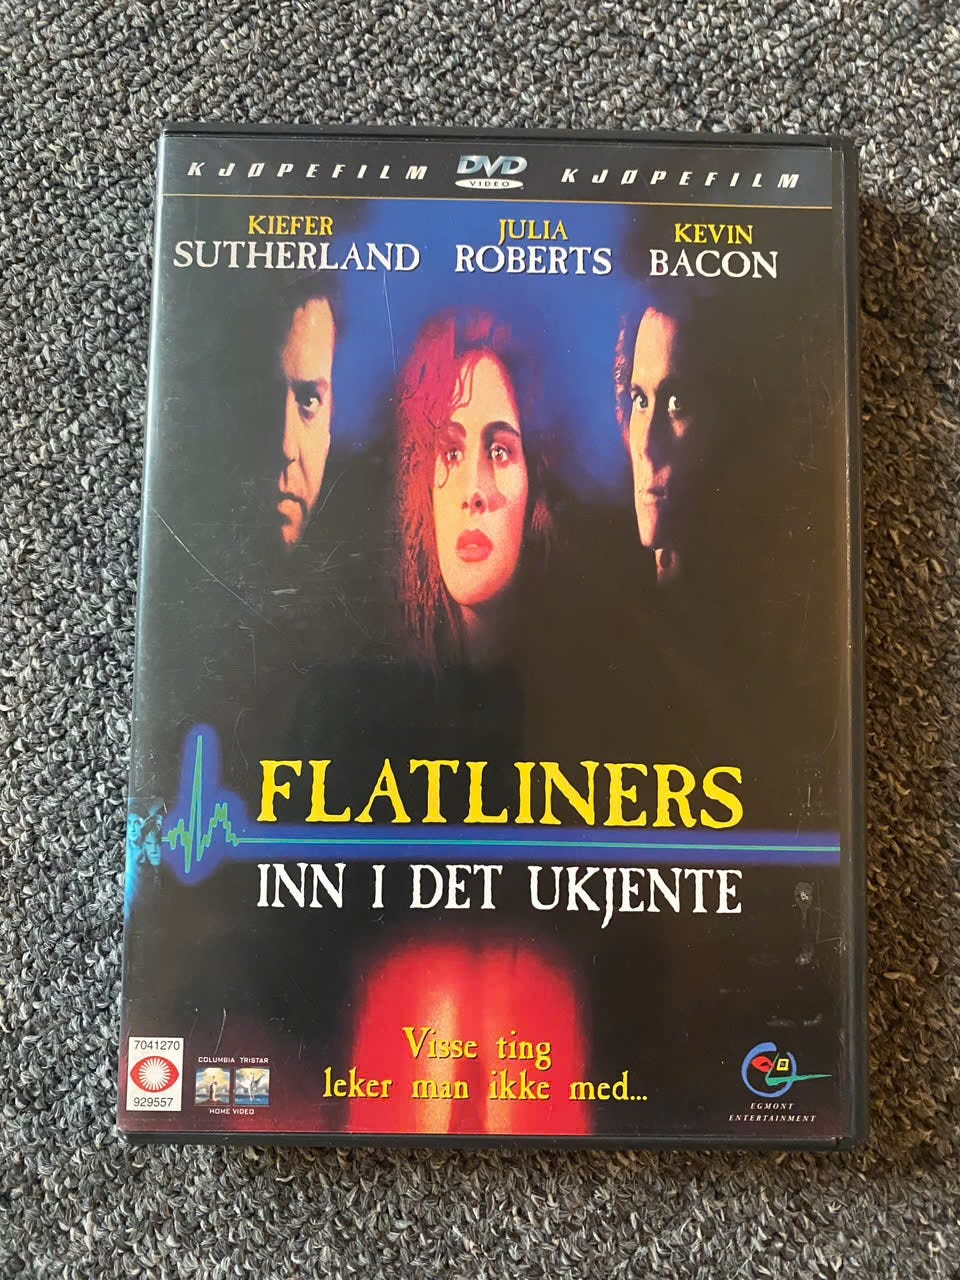 KJØPEFILM DVD VIDEO KJØPEFILM
KIEFER SUTHERLAND
JULIA ROBERTS
KEVIN BACON
FLATLINERS
INN I DET UKJENTE
Visse ting
leker man ikke med...
7041270
929557
COLUMBIA TRISTAR
HOME VIDEO
EGMONT
ENTERTAINMENT